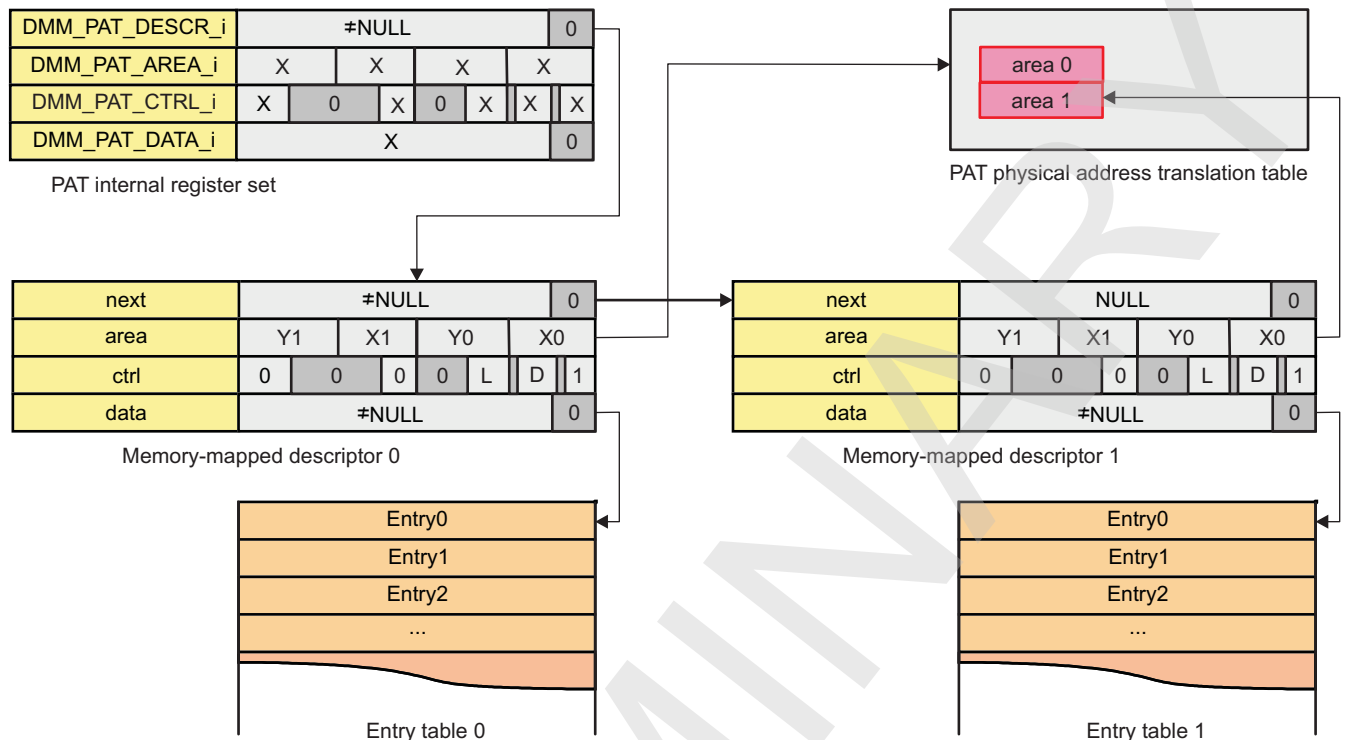 DMM_PAT_DESCR_i ≠NULL 0
DMM_PAT_AREA_i X X X X
DMM_PAT_CTRL_i X 0 X 0 X X X
DMM_PAT_DATA_i X 0
PAT internal register set
area 0
area 1
PAT physical address translation table
next ≠NULL 0
area Y1 X1 Y0 X0
ctrl 0 0 0 0 L D 1
data ≠NULL 0
Memory-mapped descriptor 0
next NULL 0
area Y1 X1 Y0 X0
ctrl 0 0 0 0 L D 1
data ≠NULL 0
Memory-mapped descriptor 1
Entry0
Entry1
Entry2
...
Entry table 0
Entry0
Entry1
Entry2
...
Entry table 1
MINARY